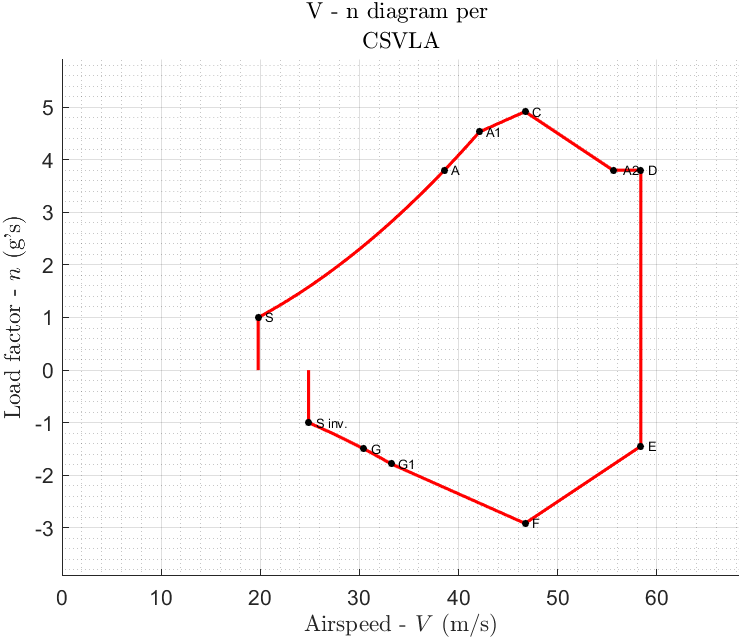 V - n diagram per
CSVLA
Load factor - n (g's)
5
4
3
2
1
0
-1
-2
-3
C
A1
A
A2
D
S
S inv.
G
G1
E
F
0 10 20 30 40 50 60
Airspeed - V (m/s)